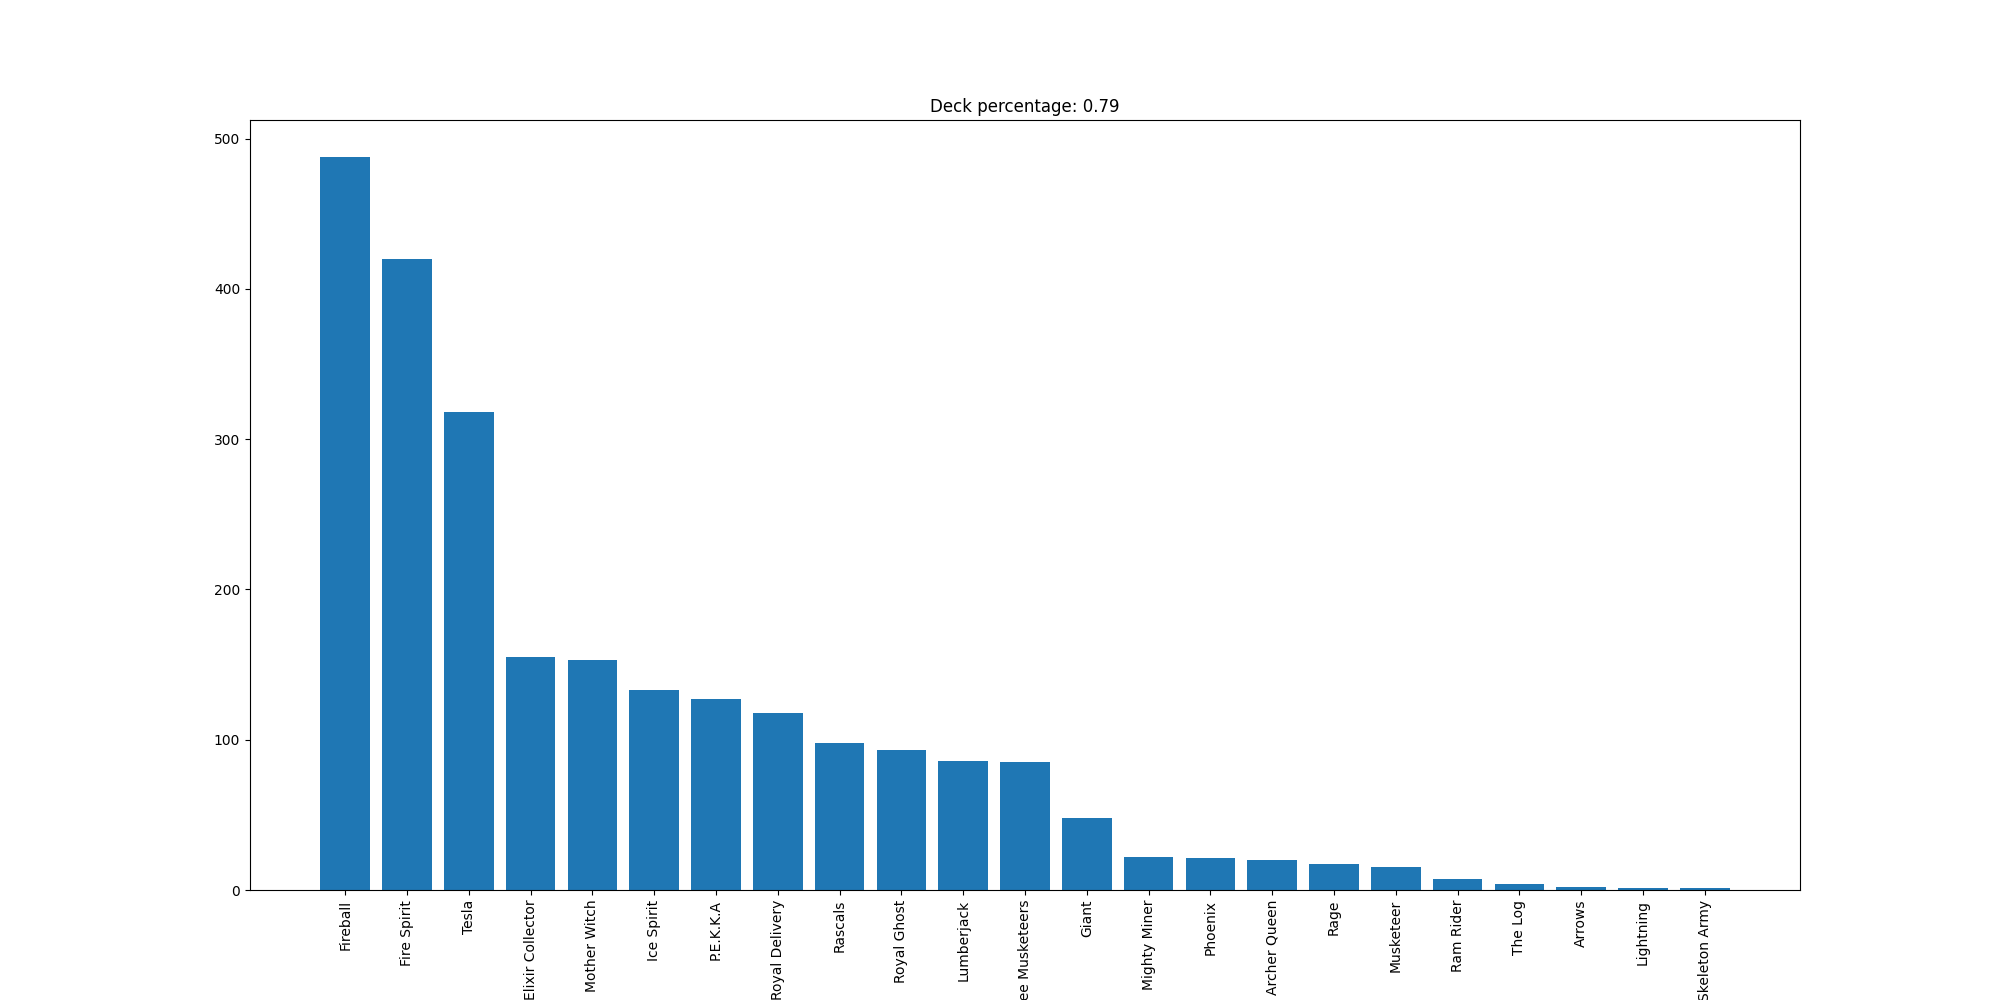 Deck percentage: 0.79
500
400
300
200
100
0
Fireball
Fire Spirit
Tesla
Elixir Collector
Mother Witch
Ice Spirit
P.E.K.K.A
Royal Delivery
Rascals
Royal Ghost
Lumberjack
ee Musketeers
Giant
Mighty Miner
Phoenix
Archer Queen
Rage
Musketeer
Ram Rider
The Log
Arrows
Lightning
Skeleton Army